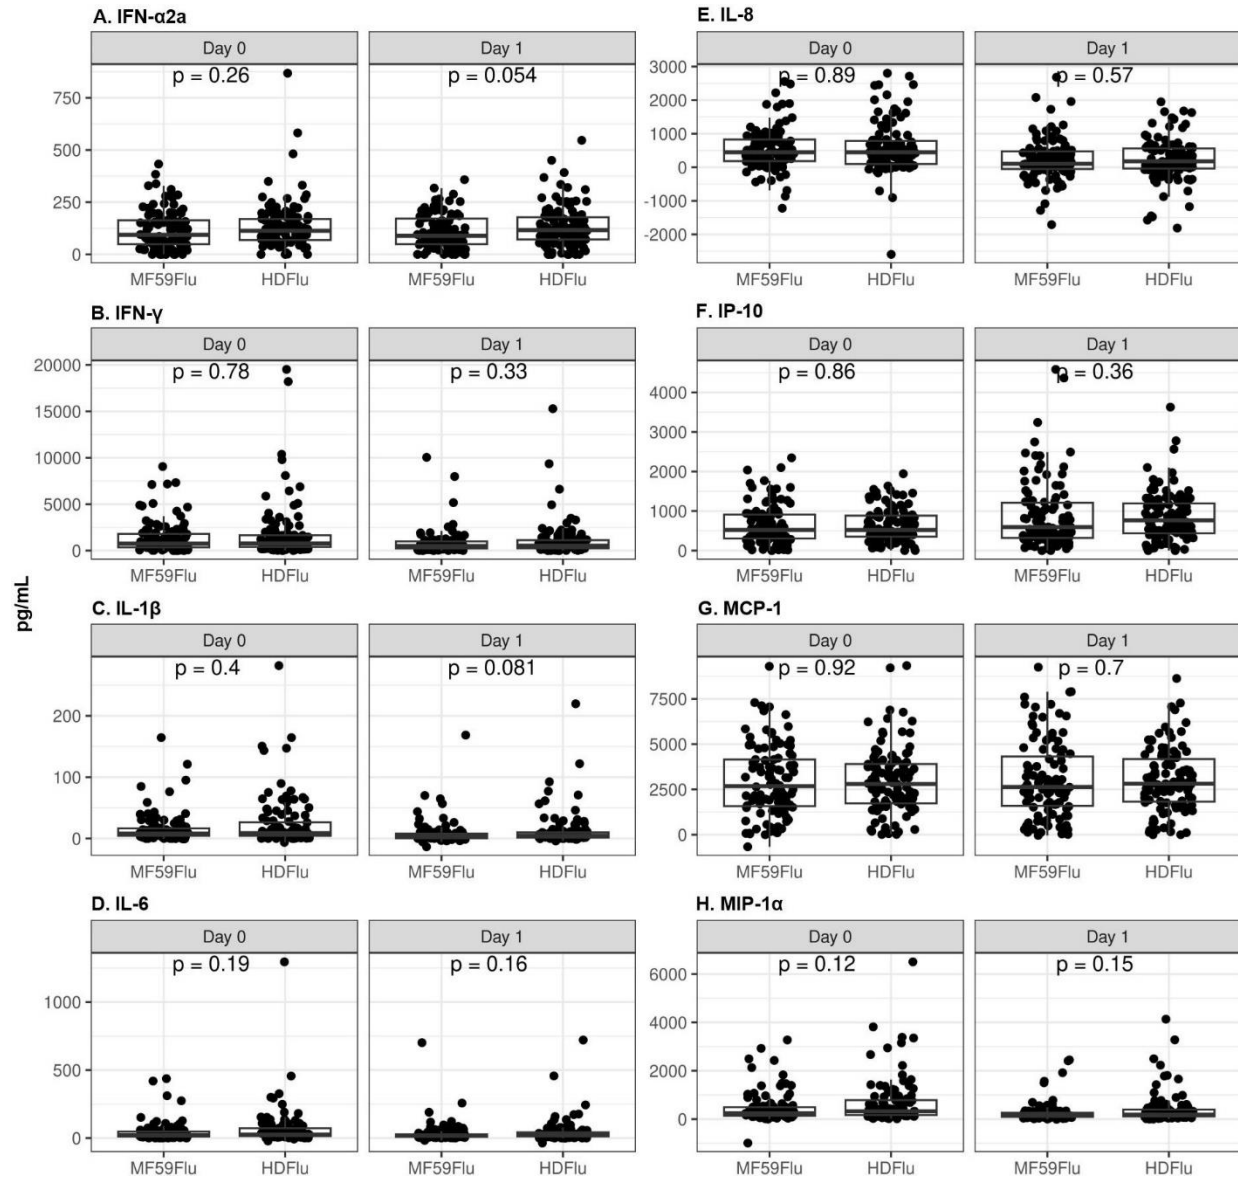 A. IFN-α2a
Day 0
Day 1
p = 0.26
p = 0.054
750
500
250
0
MF59Flu
HDFlu
MF59Flu
HDFlu
B. IFN-γ
Day 0
Day 1
p = 0.78
p = 0.33
20000
15000
10000
5000
0
MF59Flu
HDFlu
MF59Flu
HDFlu
pg/mL
C. IL-1β
Day 0
Day 1
p = 0.4
p = 0.081
200
100
0
MF59Flu
HDFlu
MF59Flu
HDFlu
D. IL-6
Day 0
Day 1
p = 0.19
p = 0.16
1000
500
0
MF59Flu
HDFlu
MF59Flu
HDFlu
E. IL-8
Day 0
Day 1
p = 0.89
p = 0.57
3000
2000
1000
0
-1000
-2000
MF59Flu
HDFlu
MF59Flu
HDFlu
F. IP-10
Day 0
Day 1
p = 0.86
p = 0.36
4000
3000
2000
1000
0
MF59Flu
HDFlu
MF59Flu
HDFlu
G. MCP-1
Day 0
Day 1
p = 0.92
p = 0.7
7500
5000
2500
0
MF59Flu
HDFlu
MF59Flu
HDFlu
H. MIP-1α
Day 0
Day 1
p = 0.12
p = 0.15
6000
4000
2000
0
MF59Flu
HDFlu
MF59Flu
HDFlu